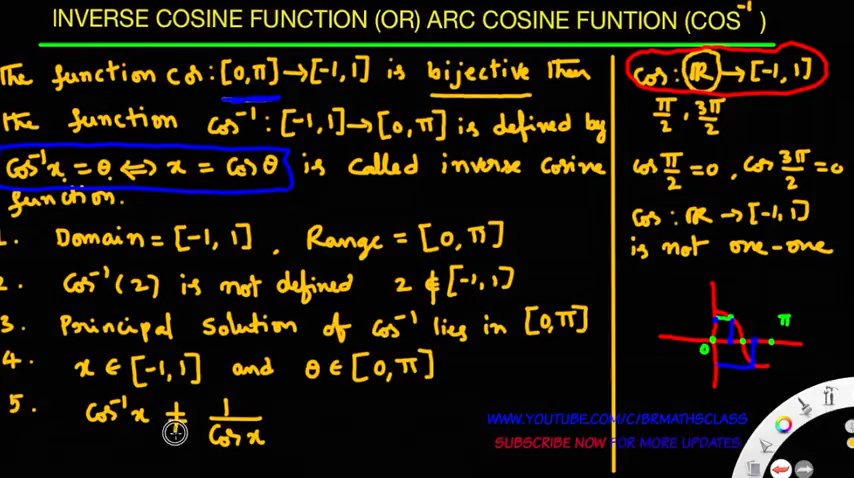 INVERSE COSINE FUNCTION (OR) ARC COSINE FUNTION (COS⁻¹ )
The function cos: [0,π] → [-1,1] is bijective Then
the function cos⁻¹: [-1,1] → [0,π] is defined by
cos⁻¹x = θ ⇔ x = cosθ is called inverse cosine
function.
1. Domain = [-1,1] , Range = [0,π]
2. cos⁻¹(2) is not defined 2 ∉ [-1,1]
3. Principal solution of cos⁻¹ lies in [0,π]
4. x ∈ [-1,1] and θ ∈ [0,π]
5. cos⁻¹x ≠ 1/cosx
cos: ℝ → [-1,1]
π/2 , 3π/2
cos π/2 = 0 , cos 3π/2 = 0
cos: ℝ → [-1,1]
is not one-one
0 π
WWW.YOUTUBE.COM/C/BRMATHSCLASS
SUBSCRIBE NOW FOR MORE UPDATES